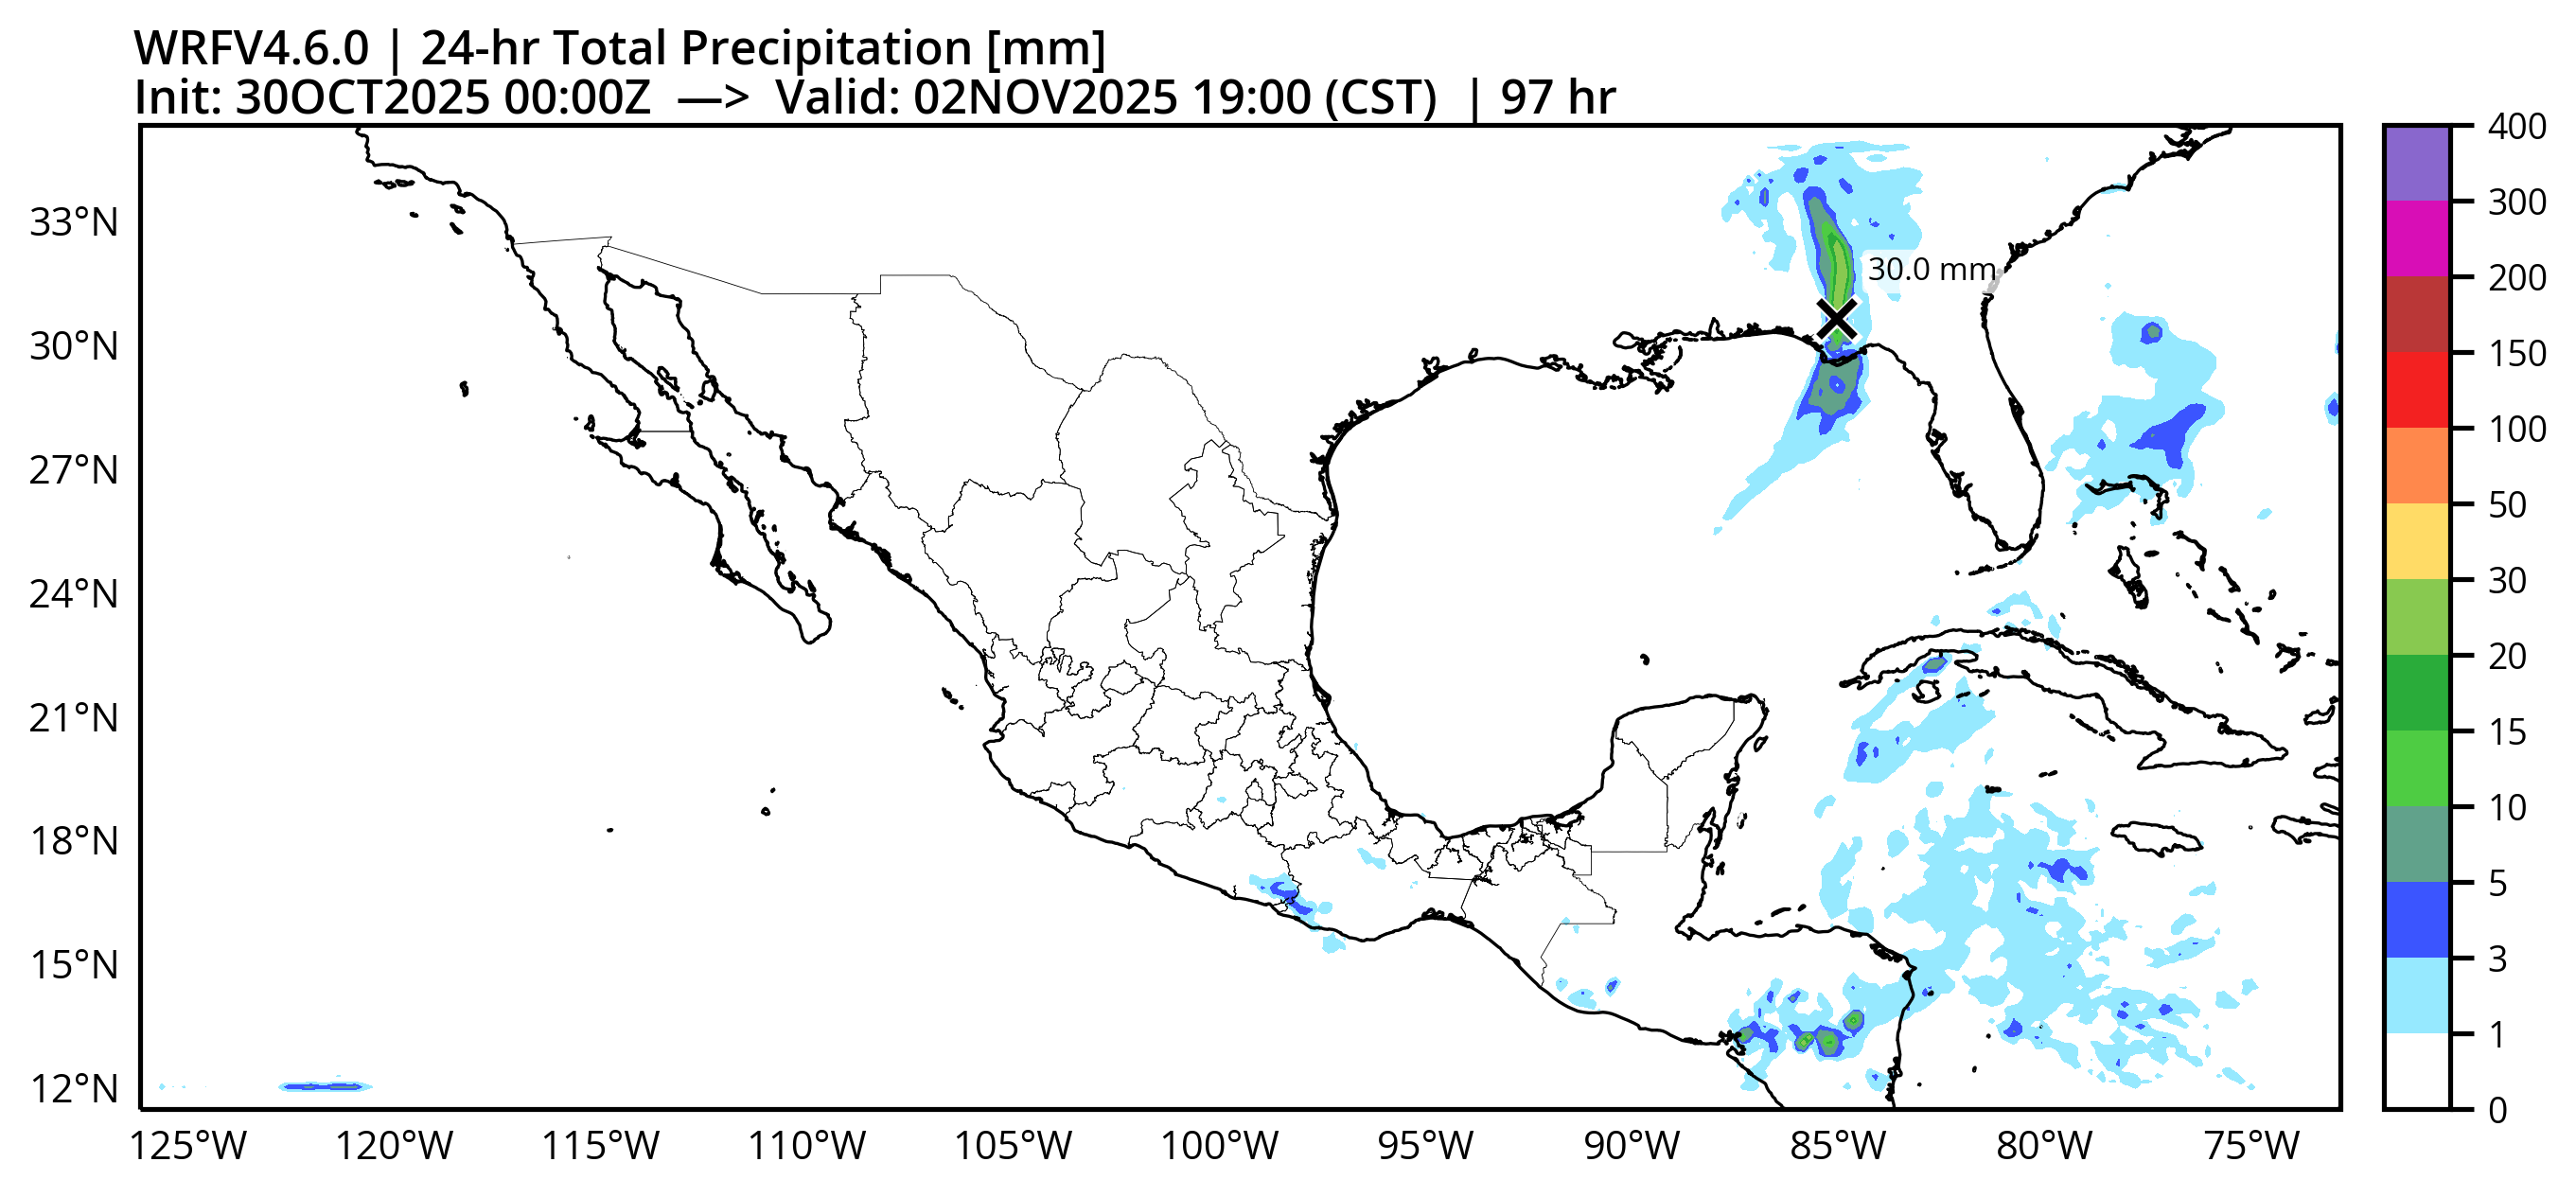 WRFV4.6.0 | 24-hr Total Precipitation [mm]
Init: 30OCT2025 00:00Z —> Valid: 02NOV2025 19:00 (CST) | 97 hr
33°N
30°N
27°N
24°N
21°N
18°N
15°N
12°N
30.0 mm
125°W 120°W 115°W 110°W 105°W 100°W 95°W 90°W 85°W 80°W 75°W
400
300
200
150
100
50
30
20
15
10
5
3
1
0